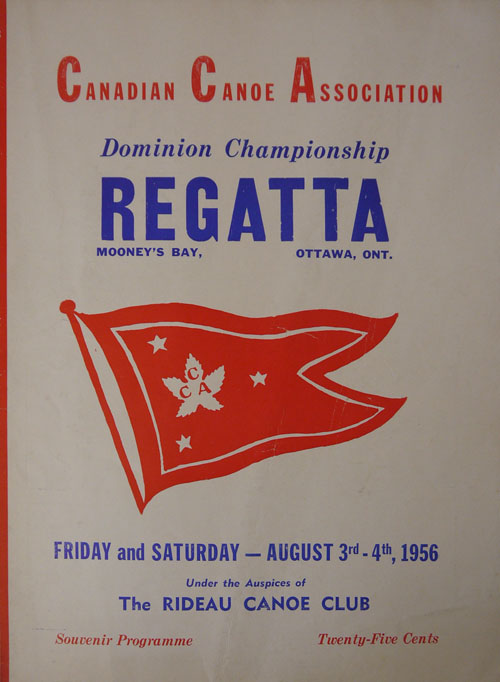 CANADIAN CANOE ASSOCIATION
Dominion Championship
REGATTA
MOONEY'S BAY, OTTAWA, ONT.
C
C A
FRIDAY and SATURDAY — AUGUST 3rd - 4th, 1956
Under the Auspices of
The RIDEAU CANOE CLUB
Souvenir Programme Twenty-Five Cents